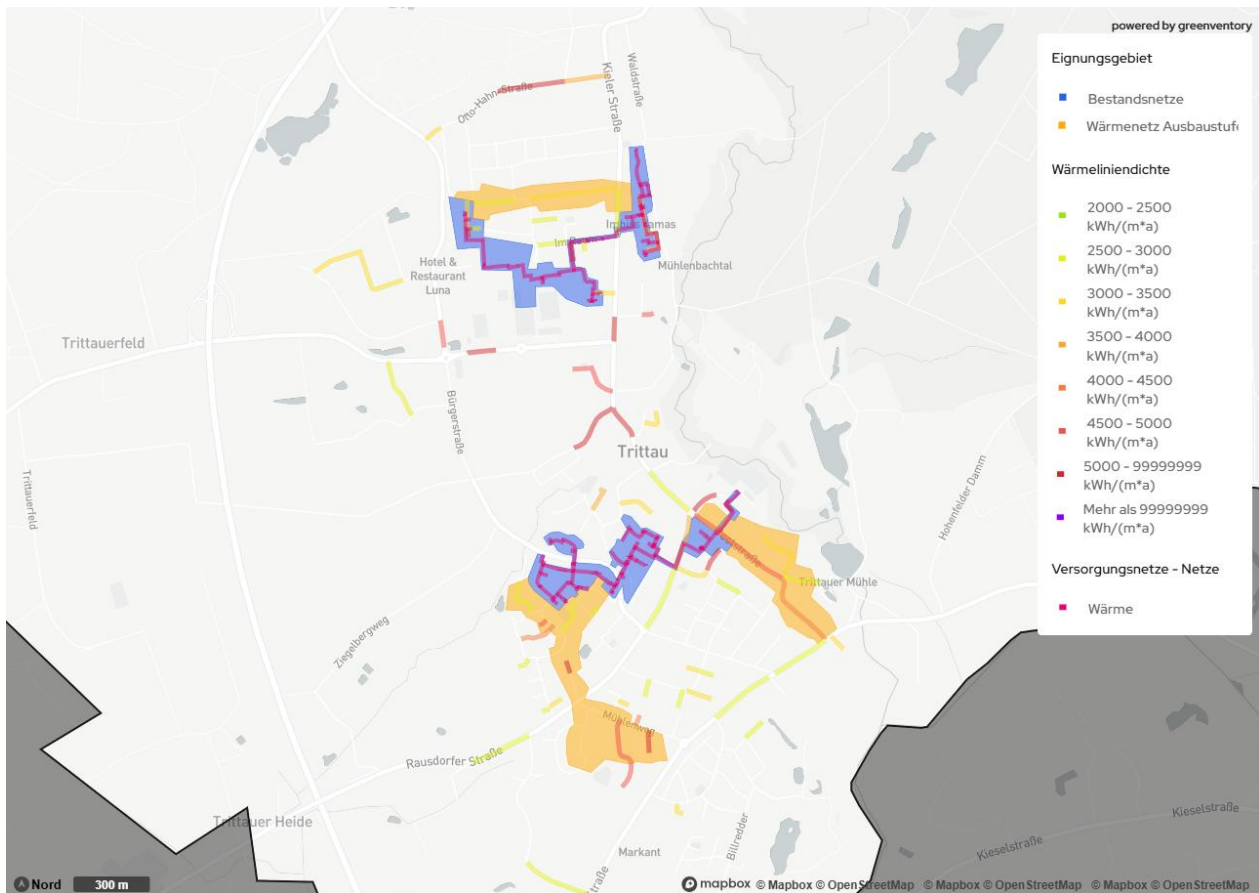 powered by greenventory
Eignungsgebiet
Bestandsnetze
Wärmenetz Ausbaustufe
Wärmeliniendichte
2000 - 2500
kWh/(m*a)
2500 - 3000
kWh/(m*a)
3000 - 3500
kWh/(m*a)
3500 - 4000
kWh/(m*a)
4000 - 4500
kWh/(m*a)
4500 - 5000
kWh/(m*a)
5000 - 99999999
kWh/(m*a)
Mehr als 99999999
kWh/(m*a)
Versorgungsnetze - Netze
Wärme
Otto-Hahn-Straße
Kieler Straße
Waldstraße
Hotel &
Restaurant
Luna
Mühlenbachtal
Trittauerfeld
Bürgerstraße
Trittau
Trittauerfeld
Hohenfelder Damm
Trittauer Mühle
Ziegelbergweg
Mühlenweg
Rausdorfer Straße
Trittauer Heide
Markant
Billredder
Kieselstraße
Kieselstraße
Nord
300 m
mapbox © Mapbox © OpenStreetMap © Mapbox © OpenStreetMap